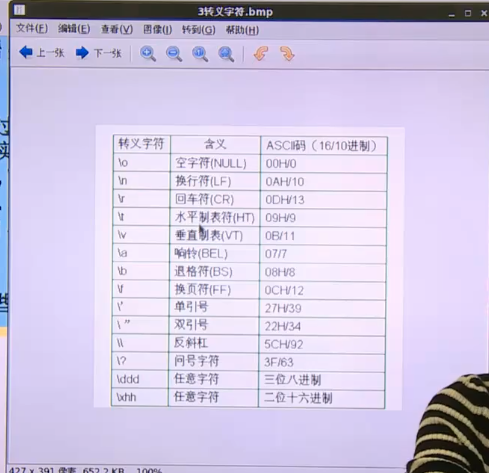 3转义字符.bmp
文件(F) 编辑(E) 查看(V) 图像(I) 转到(G) 帮助(H)
上一张 下一张
转义字符 含义 ASCI码（16/10进制）
\o 空字符(NULL) 00H/0
\n 换行符(LF) 0AH/10
\r 回车符(CR) 0DH/13
\t 水平制表符(HT) 09H/9
\v 垂直制表(VT) 0B/11
\a 响铃(BEL) 07/7
\b 退格符(BS) 08H/8
\f 换页符(FF) 0CH/12
\' 单引号 27H/39
\" 双引号 22H/34
\\ 反斜杠 5CH/92
\? 问号字符 3F/63
\ddd 任意字符 三位八进制
\xhh 任意字符 二位十六进制
427 x 391 像素 652.2 KB 100%